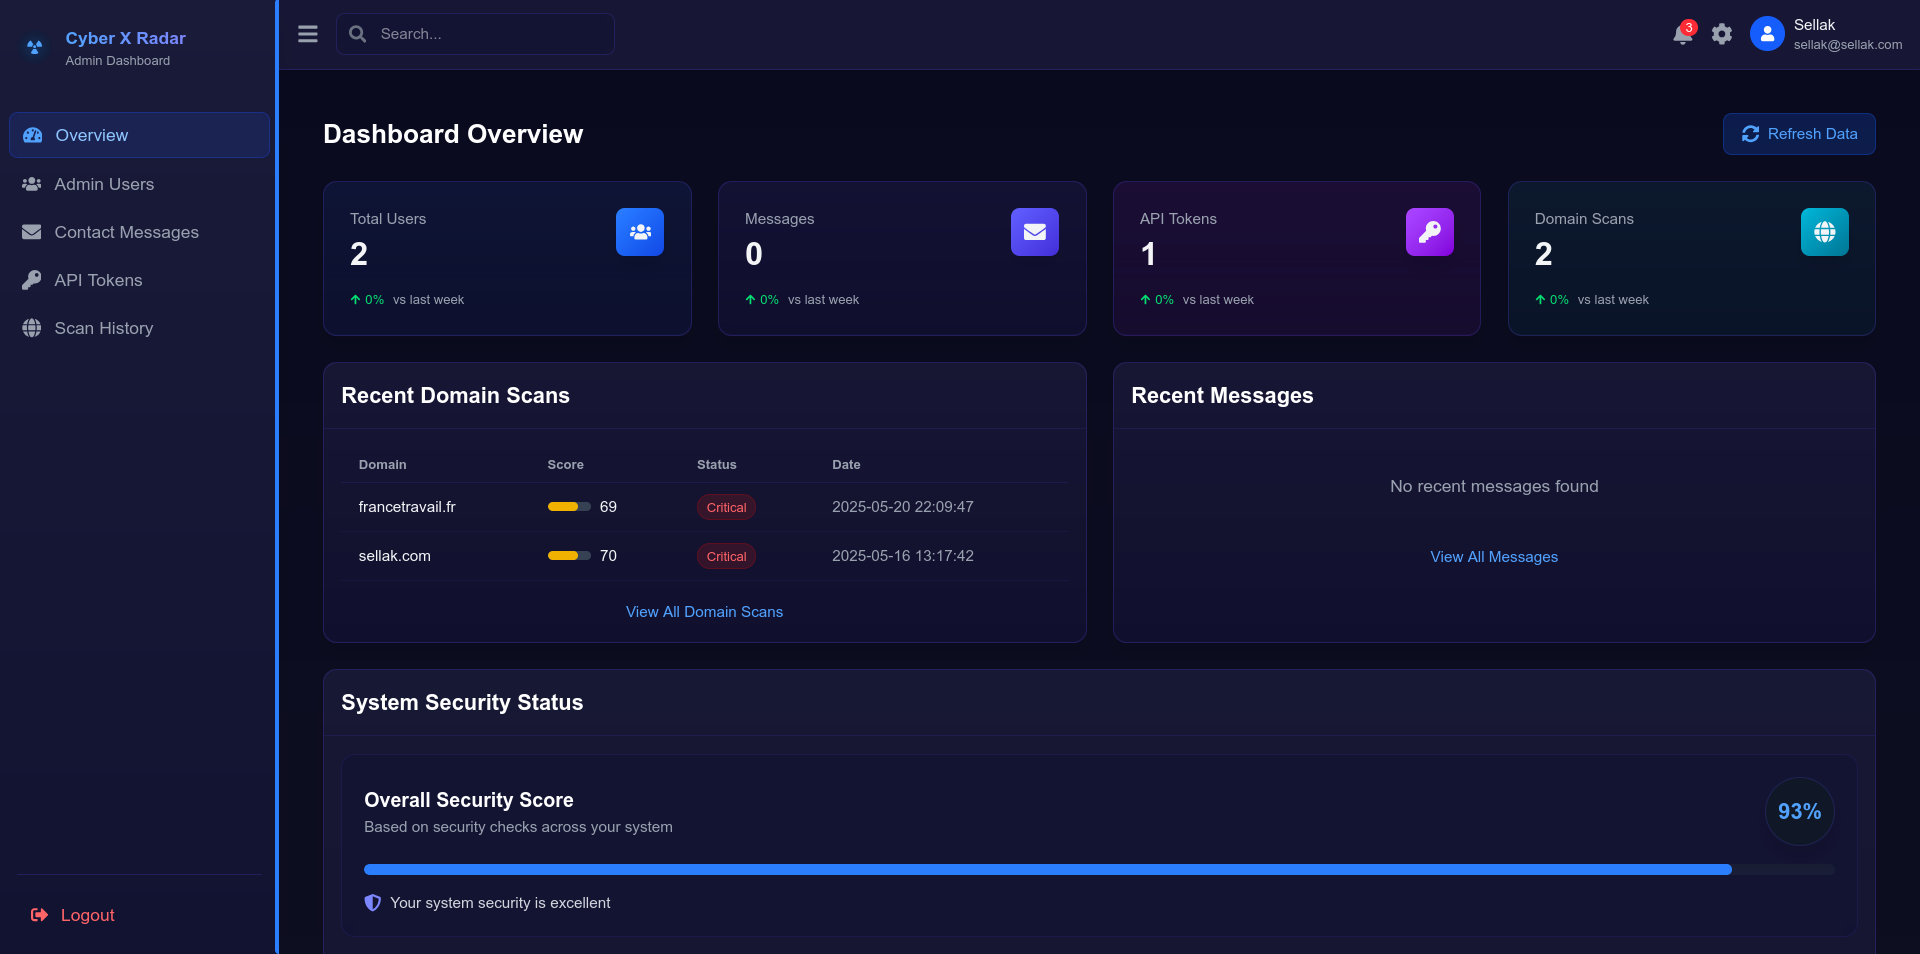 Cyber X Radar
Admin Dashboard
Overview
Admin Users
Contact Messages
API Tokens
Scan History
Logout
Search...
3
Sellak
sellak@sellak.com
Dashboard Overview
Refresh Data
Total Users
2
0% vs last week
Messages
0
0% vs last week
API Tokens
1
0% vs last week
Domain Scans
2
0% vs last week
Recent Domain Scans
Domain Score Status Date
francetravail.fr 69 Critical 2025-05-20 22:09:47
sellak.com 70 Critical 2025-05-16 13:17:42
View All Domain Scans
Recent Messages
No recent messages found
View All Messages
System Security Status
Overall Security Score
Based on security checks across your system
93%
Your system security is excellent